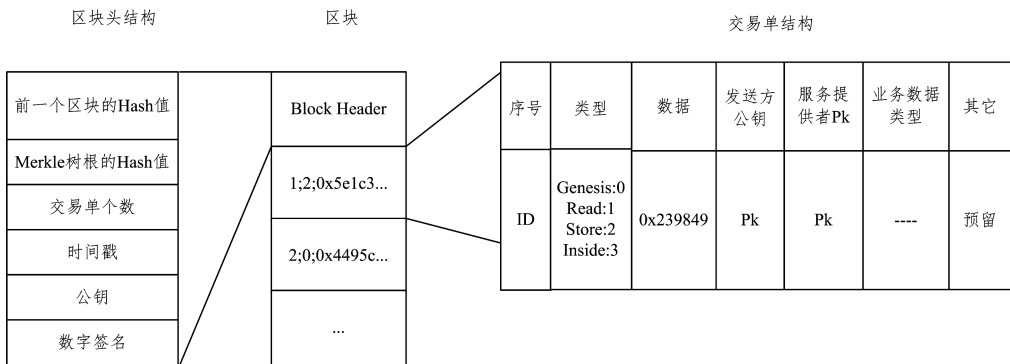 区块头结构
区块
交易单结构
前一个区块的Hash值
Merkle树根的Hash值
交易单个数
时间戳
公钥
数字签名
Block Header
1;2;0x5e1c3...
2;0;0x4495c...
...
序号
类型
数据
发送方
公钥
服务提
供者Pk
业务数据
类型
其它
ID
Genesis:0
Read:1
Store:2
Inside:3
0x239849
Pk
Pk
----
预留